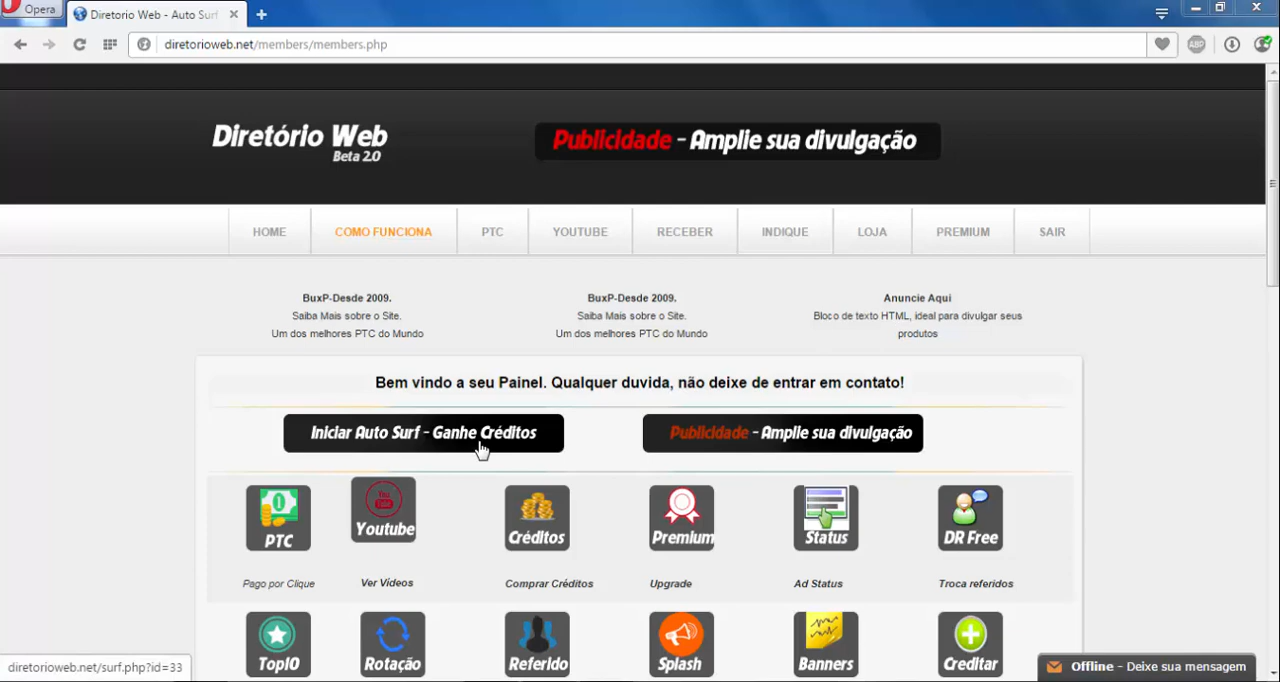 Opera
Diretorio Web - Auto Surf
diretorioweb.net/members/members.php
ABP
Diretório Web
Beta 2.0
Publicidade - Amplie sua divulgação
HOME COMO FUNCIONA PTC YOUTUBE RECEBER INDIQUE LOJA PREMIUM SAIR
BuxP-Desde 2009. BuxP-Desde 2009. Anuncie Aqui
Saiba Mais sobre o Site. Saiba Mais sobre o Site. Bloco de texto HTML, ideal para divulgar seus
Um dos melhores PTC do Mundo Um dos melhores PTC do Mundo produtos
Bem vindo a seu Painel. Qualquer duvida, não deixe de entrar em contato!
Iniciar Auto Surf - Ganhe Créditos Publicidade - Amplie sua divulgação
PTC Youtube Créditos Premium Status DR Free
Pago por Clique Ver Vídeos Comprar Créditos Upgrade Ad Status Troca referidos
Top10 Rotação Referido Splash Banners Creditar
diretorioweb.net/surf.php?id=33
Offline - Deixe sua mensagem